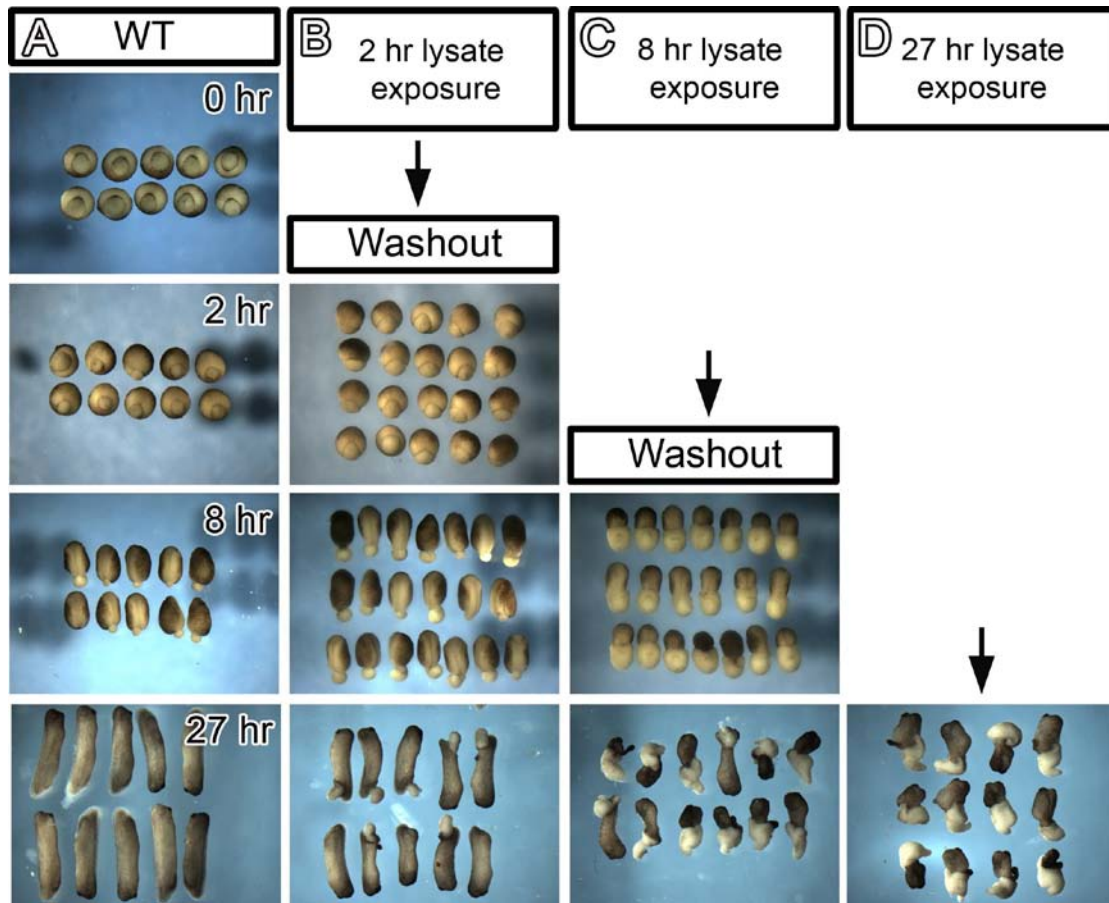 A WT
B 2 hr lysate
exposure
C 8 hr lysate
exposure
D 27 hr lysate
exposure
0 hr
Washout
2 hr
Washout
8 hr
27 hr